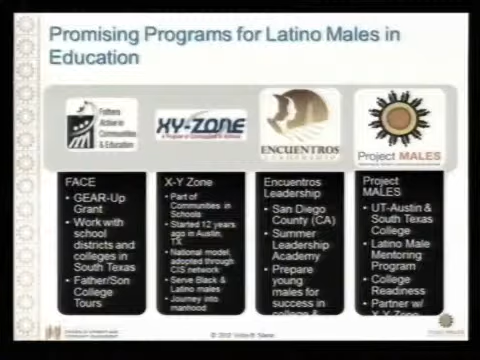 Promising Programs for Latino Males in
Education
Fathers
Active in
Communities
& Education
XY-ZONE
ENCUENTROS
LEADERSHIP
Project MALES
FACE
• GEAR-Up
Grant
• Work with
school
districts and
colleges in
South Texas
• Father/Son
College
Tours
X-Y Zone
• Part of
Communities in
Schools
• Started 12 years
ago in Austin,
TX
• National model,
adopted through
CIS network
• Serve Black &
Latino males
• Journey into
manhood
Encuentros
Leadership
• San Diego
County (CA)
• Summer
Leadership
Academy
• Prepare
young
males for
success in
college &
Project
MALES
• UT-Austin &
South Texas
College
• Latino Male
Mentoring
Program
• College
Readiness
• Partner w/
X-Y Zone